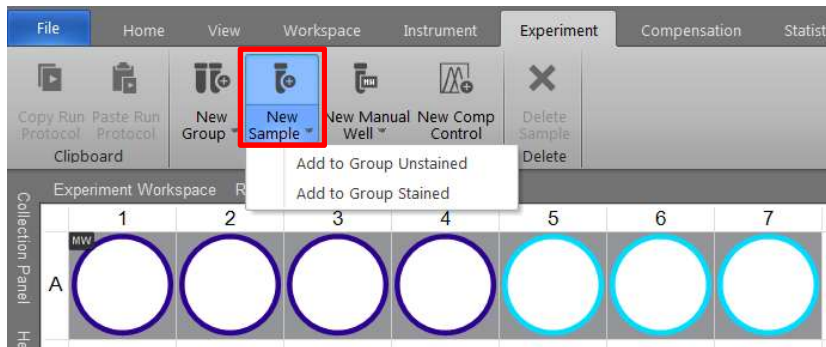 File Home View Workspace Instrument Experiment Compensation Statist
Copy Run Protocol
Paste Run Protocol
New Group
New Sample
New Manual Well
New Comp Control
Delete Sample
Clipboard
Delete
Add to Group Unstained
Add to Group Stained
Experiment Workspace R
Collection Panel
He
1 2 3 4 5 6 7
MW
A